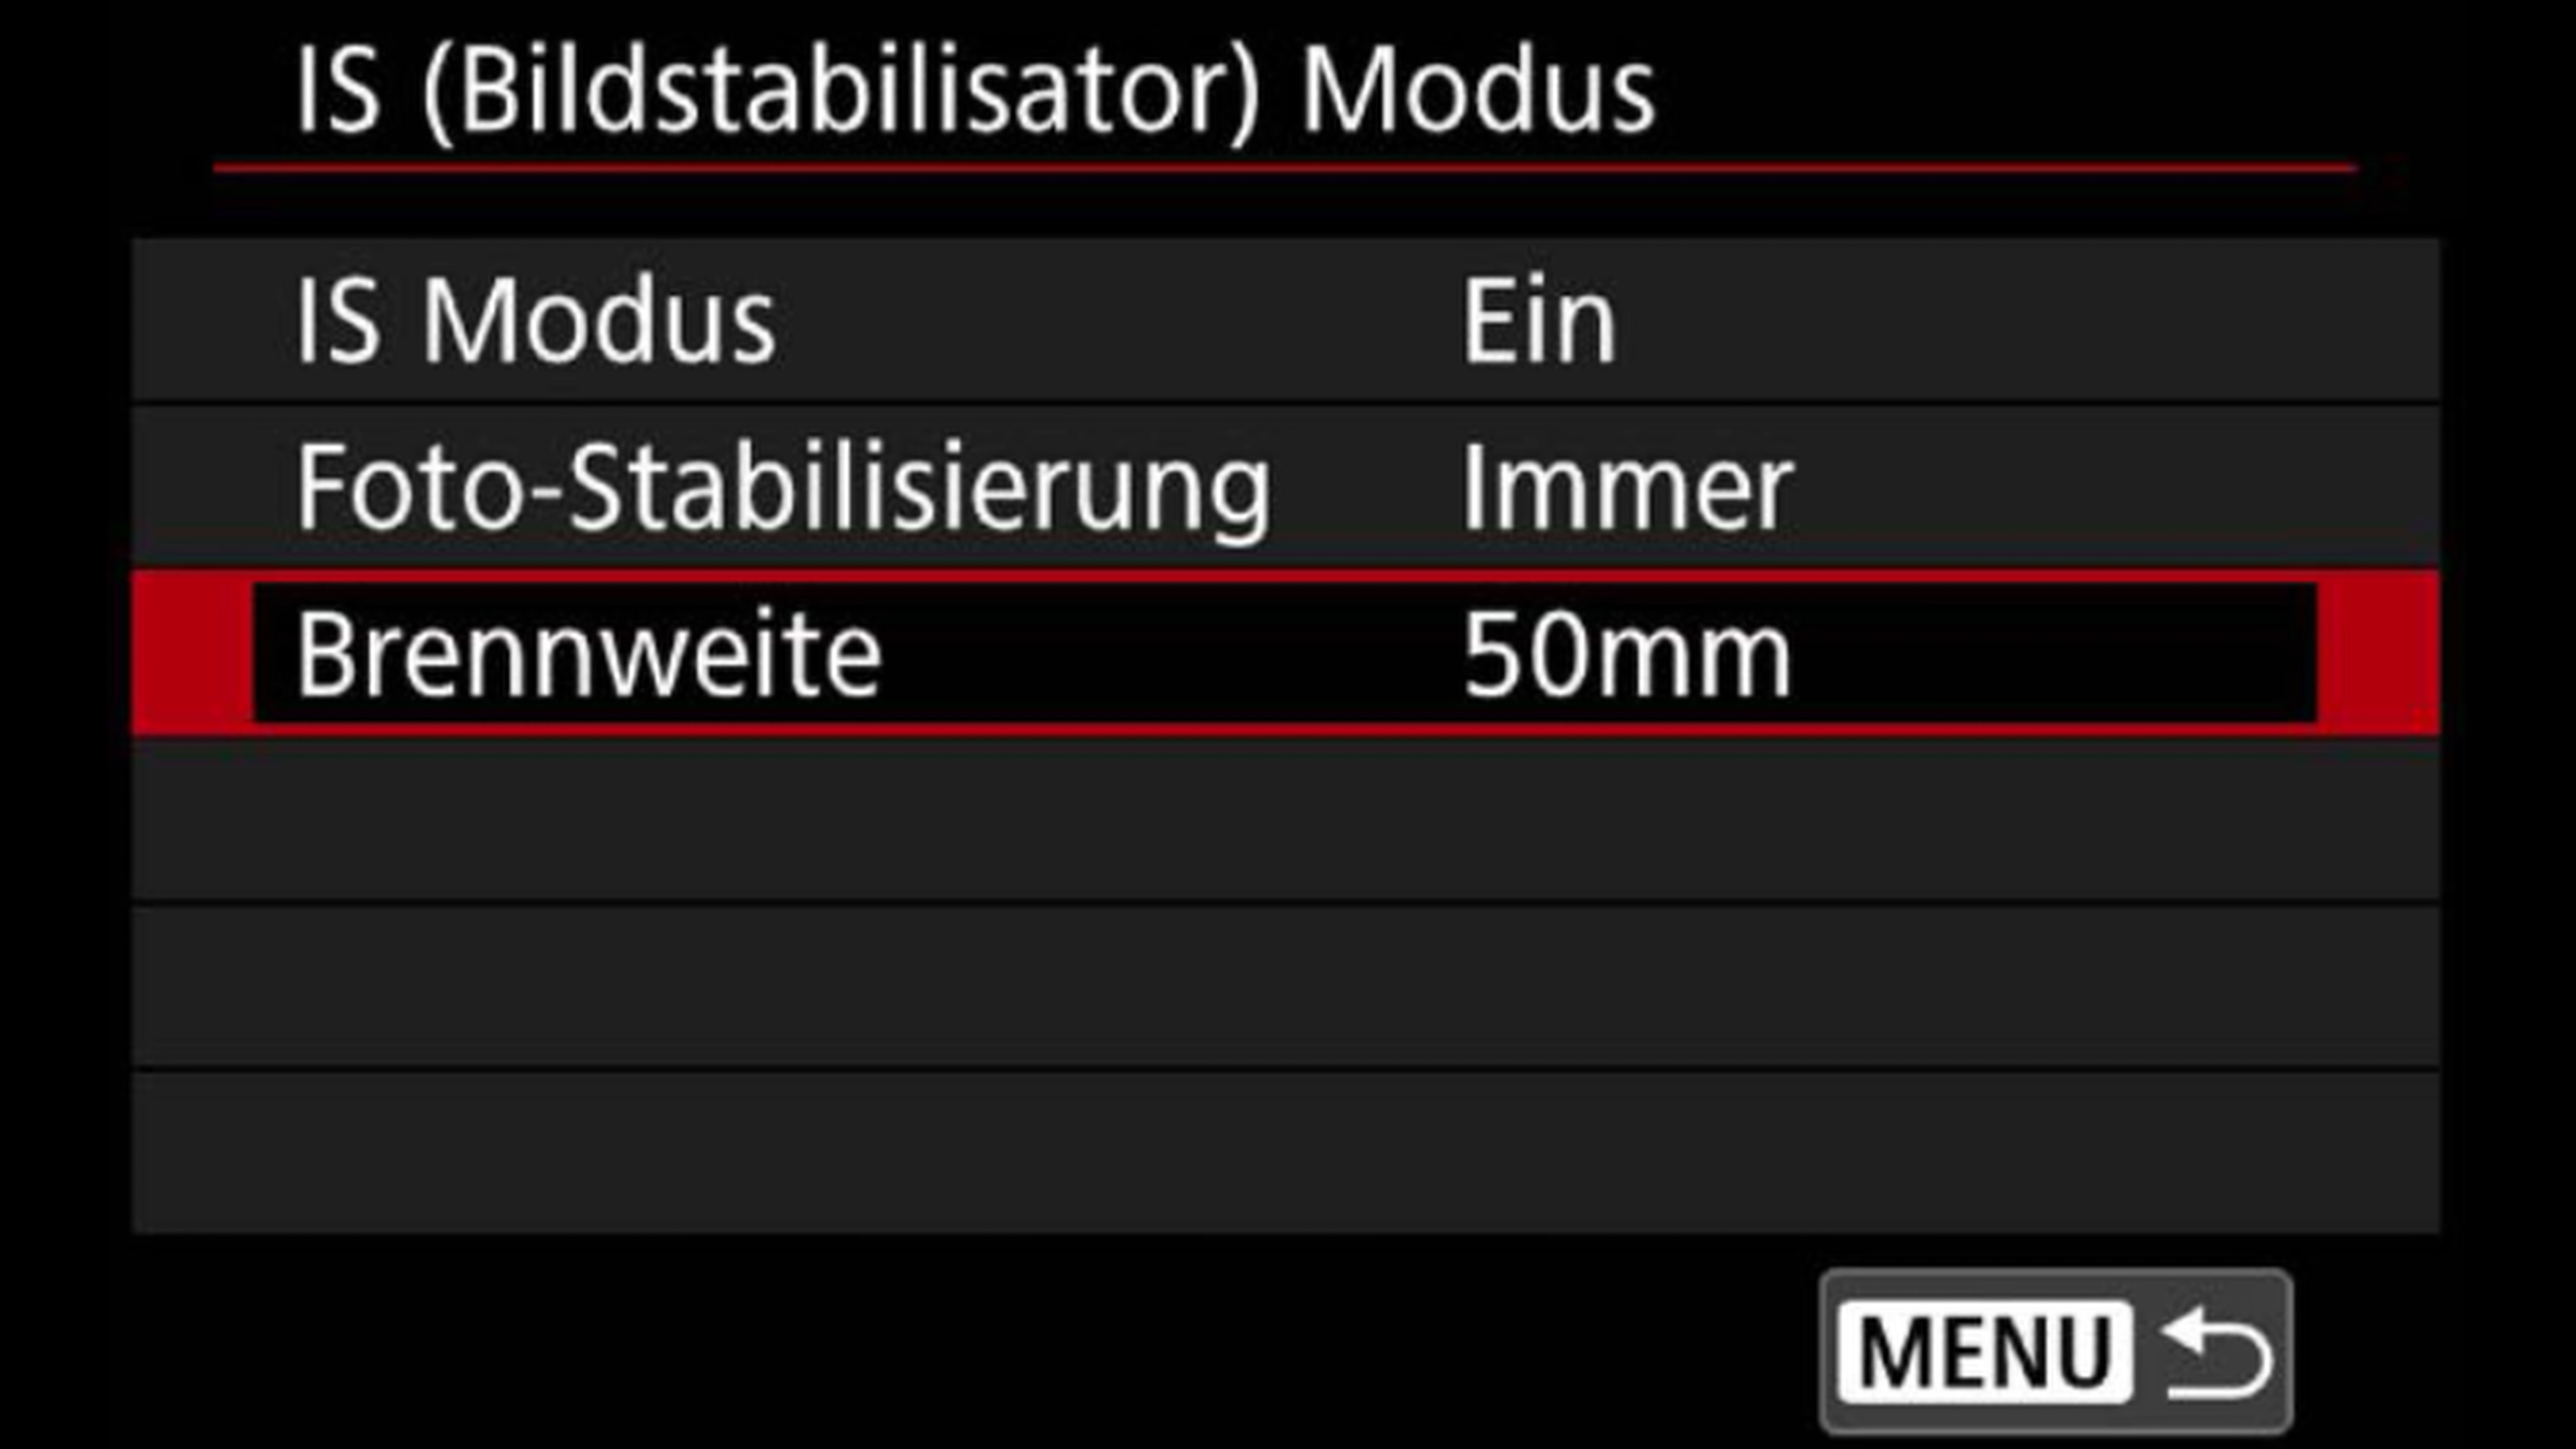 IS (Bildstabilisator) Modus
IS Modus Ein
Foto-Stabilisierung Immer
Brennweite 50mm
MENU